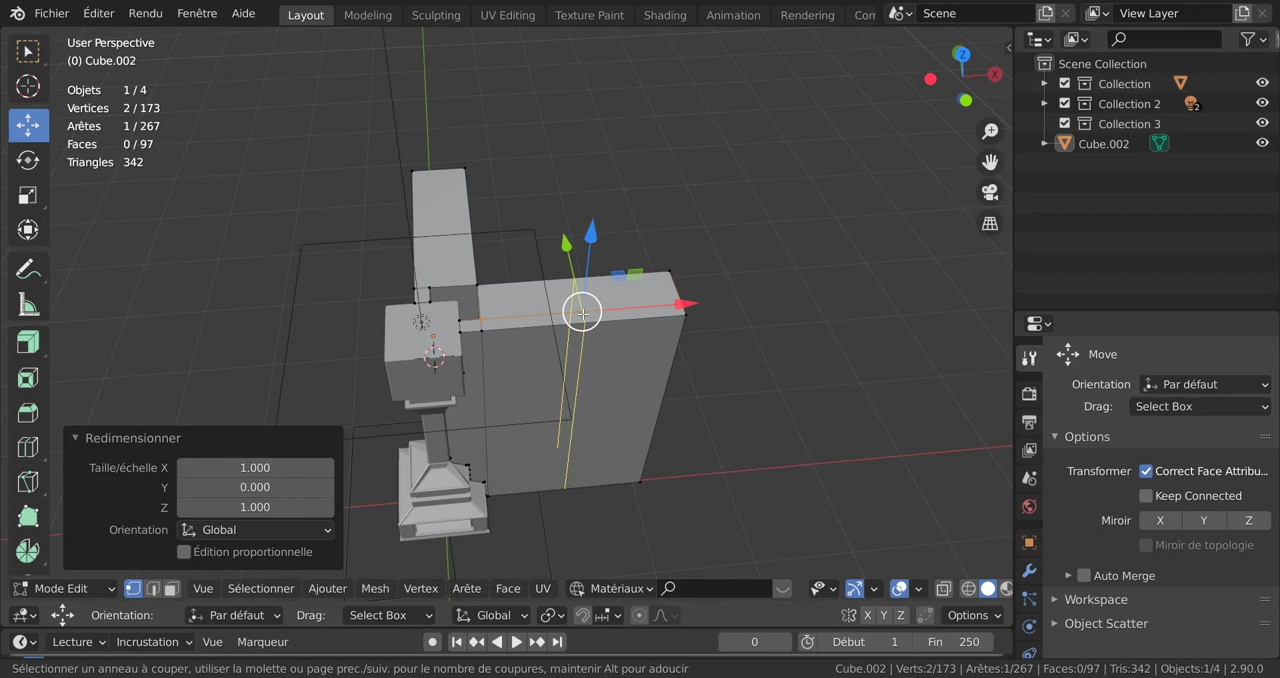 Fichier Éditer Rendu Fenêtre Aide Layout Modeling Sculpting UV Editing Texture Paint Shading Animation Rendering Con Scene View Layer
User Perspective
(0) Cube.002
Objets 1 / 4
Vertices 2 / 173
Arêtes 1 / 267
Faces 0 / 97
Triangles 342
Z
X
Scene Collection
Collection
Collection 2 2
Collection 3
Cube.002
Move
Orientation Par défaut
Drag: Select Box
Options
Transformer Correct Face Attribu...
Keep Connected
Miroir X Y Z
Miroir de topologie
Auto Merge
Workspace
Object Scatter
Redimensionner
Taille/échelle X 1.000
Y 0.000
Z 1.000
Orientation Global
Édition proportionnelle
Mode Edit Vue Sélectionner Ajouter Mesh Vertex Arête Face UV Matériaux
Orientation: Par défaut Drag: Select Box Global X Y Z Options
Lecture Incrustation Vue Marqueur 0 Début 1 Fin 250
Sélectionner un anneau à couper, utiliser la molette ou page prec./suiv. pour le nombre de coupures, maintenir Alt pour adoucir Cube.002 | Verts:2/173 | Arêtes:1/267 | Faces:0/97 | Tris:342 | Objects:1/4 | 2.90.0